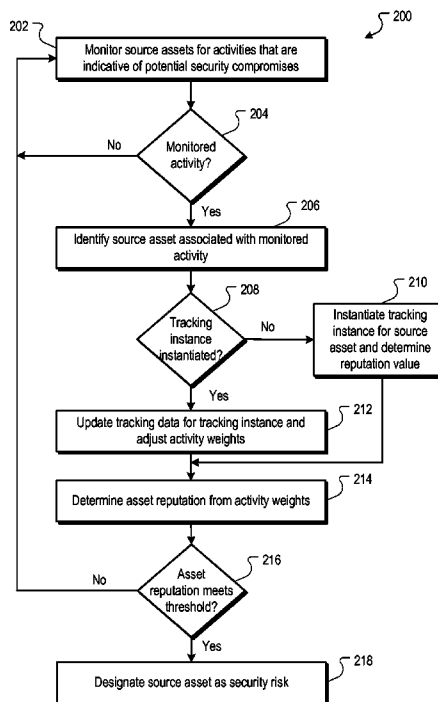 202
200
Monitor source assets for activities that are
indicative of potential security compromises
204
No
Monitored
activity?
Yes
206
Identify source asset associated with monitored
activity
208
210
Tracking
instance
instantiated?
No
Instantiate tracking
instance for source
asset and determine
reputation value
Yes
212
Update tracking data for tracking instance and
adjust activity weights
214
Determine asset reputation from activity weights
216
No
Asset
reputation meets
threshold?
Yes
218
Designate source asset as security risk